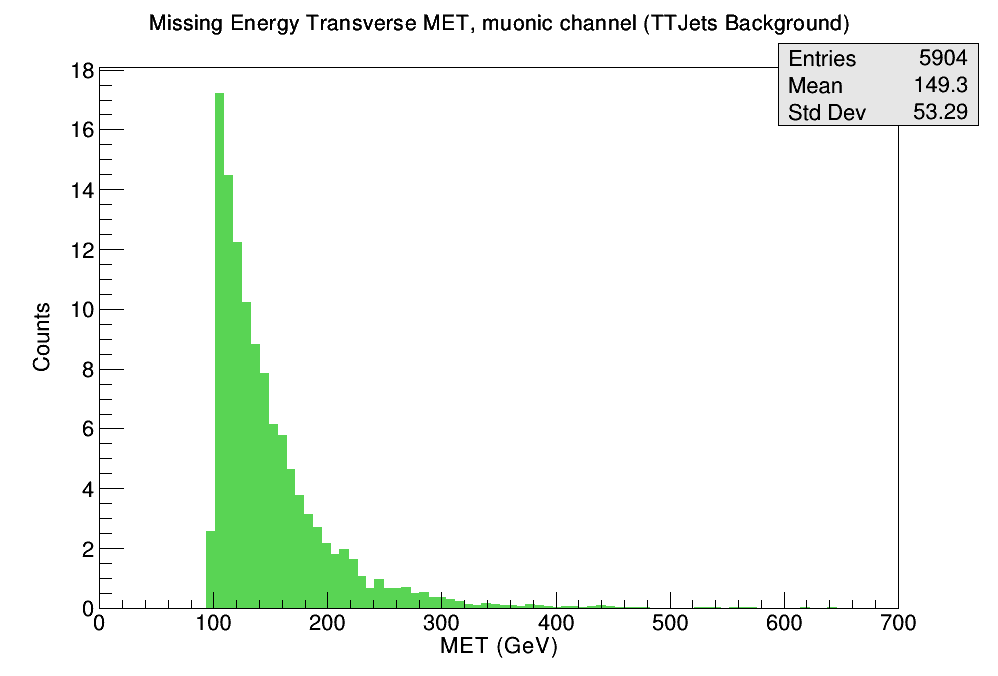 Missing Energy Transverse MET, muonic channel (TTJets Background)
Entries 5904
Mean 149.3
Std Dev 53.29
18
16
14
12
10
8
6
4
2
0
Counts
0 100 200 300 400 500 600 700
MET (GeV)